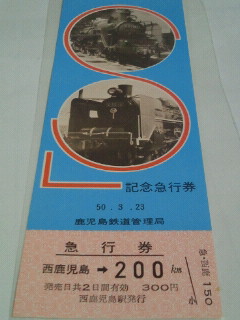 記念急行券
50.3.23
鹿児島鉄道管理局
急行券
西鹿児島 → 200km
発売日共2日間有効 300円
西鹿児島駅発行
150